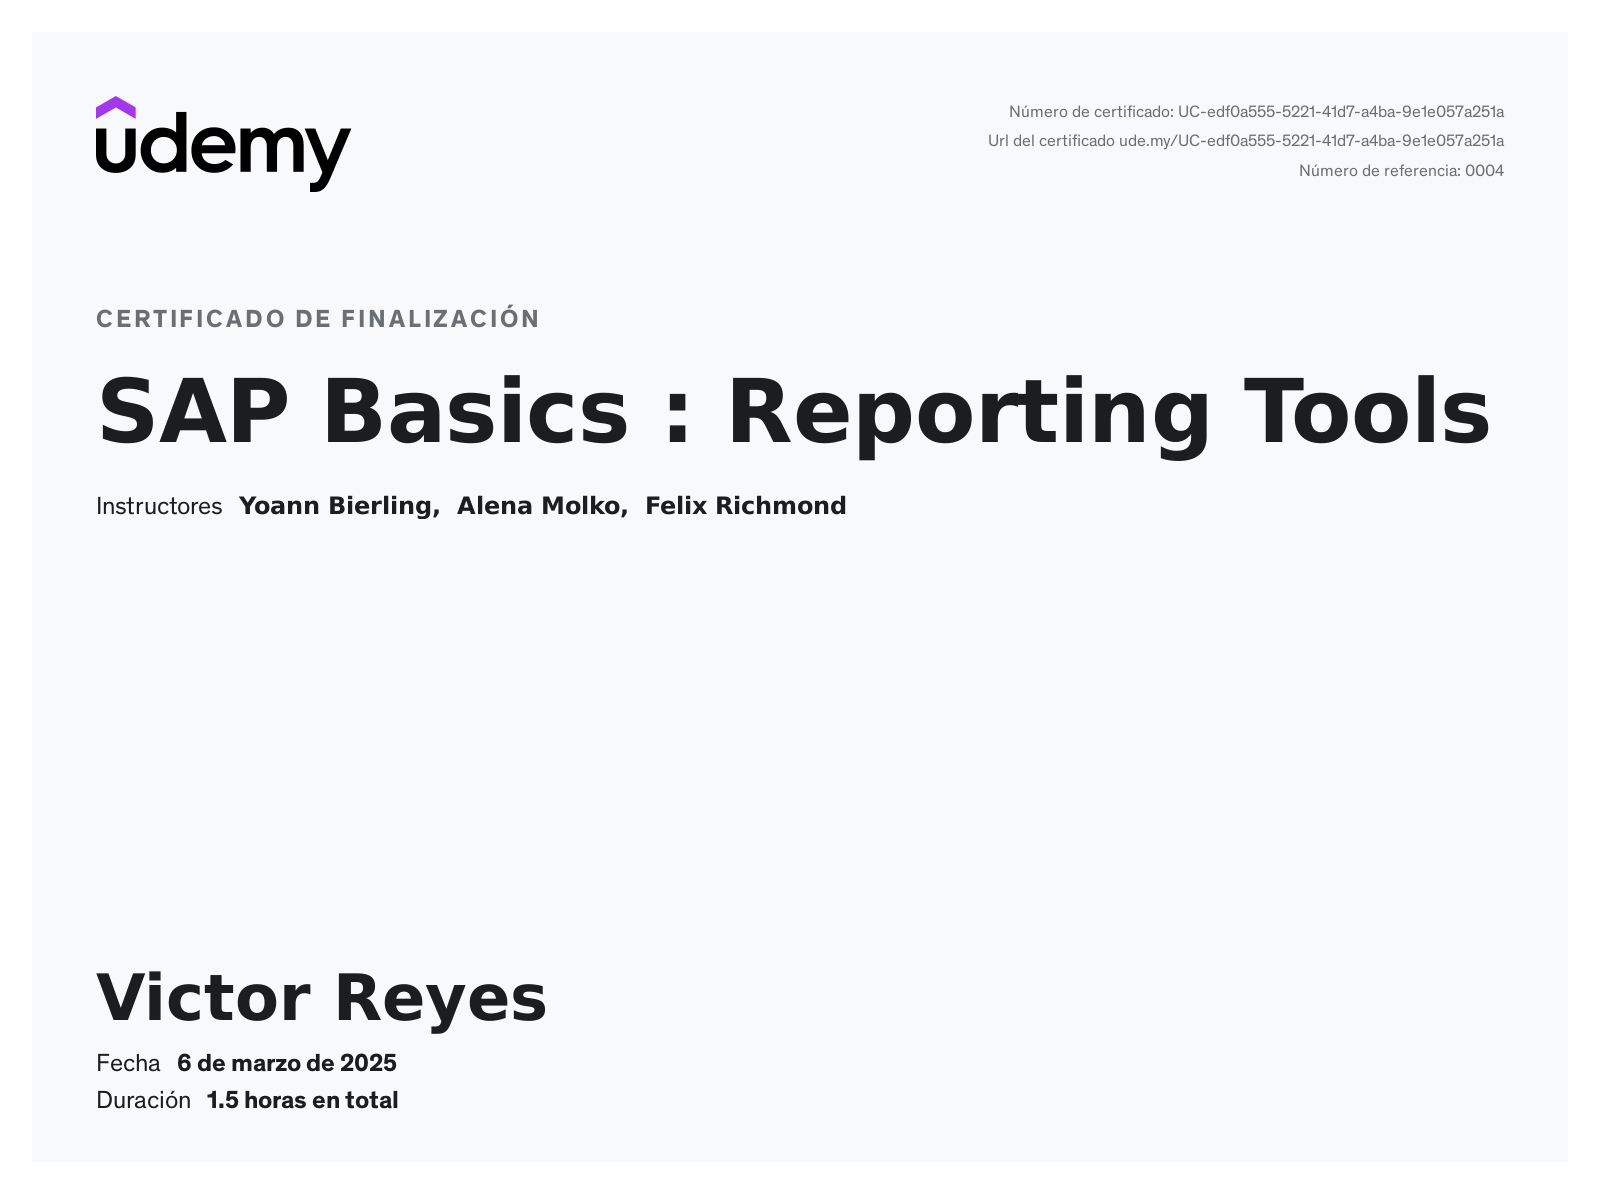 udemy
Número de certificado: UC-edf0a555-5221-41d7-a4ba-9e1e057a251a
Url del certificado ude.my/UC-edf0a555-5221-41d7-a4ba-9e1e057a251a
Número de referencia: 0004
CERTIFICADO DE FINALIZACIÓN
SAP Basics : Reporting Tools
Instructores Yoann Bierling, Alena Molko, Felix Richmond
Victor Reyes
Fecha 6 de marzo de 2025
Duración 1.5 horas en total